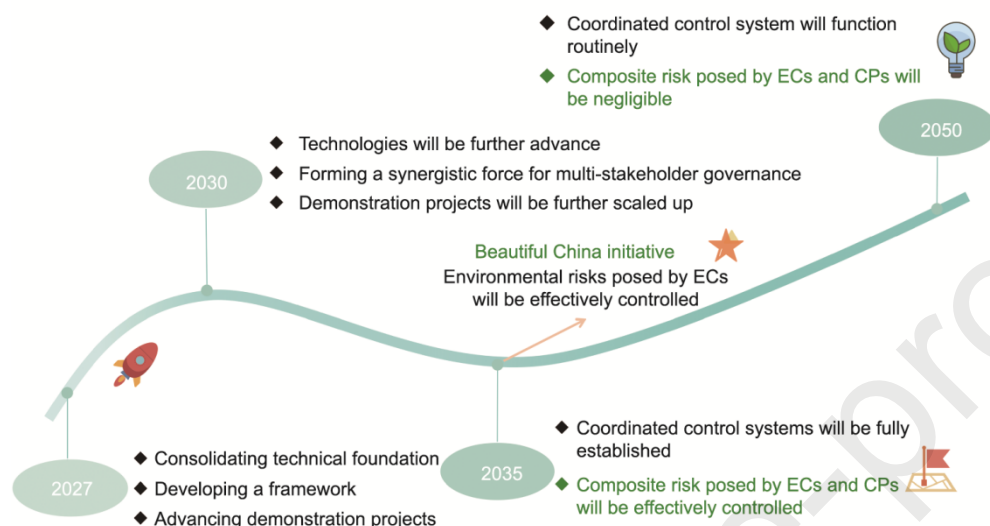 Coordinated control system will function
routinely
Composite risk posed by ECs and CPs will
be negligible
2050
Technologies will be further advance
Forming a synergistic force for multi-stakeholder governance
Demonstration projects will be further scaled up
2030
Beautiful China initiative
Environmental risks posed by ECs
will be effectively controlled
Coordinated control systems will be fully
established
Composite risk posed by ECs and CPs
will be effectively controlled
2035
Consolidating technical foundation
Developing a framework
Advancing demonstration projects
2027